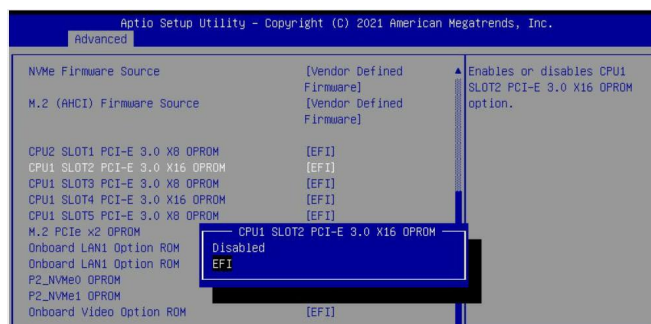 Aptio Setup Utility – Copyright (C) 2021 American Megatrends, Inc.
Advanced
NVMe Firmware Source [Vendor Defined Firmware]
M.2 (AHCI) Firmware Source [Vendor Defined Firmware]
CPU2 SLOT1 PCI-E 3.0 X8 OPROM [EFI]
CPU1 SLOT2 PCI-E 3.0 X16 OPROM [EFI]
CPU1 SLOT3 PCI-E 3.0 X8 OPROM [EFI]
CPU1 SLOT4 PCI-E 3.0 X16 OPROM [EFI]
CPU1 SLOT5 PCI-E 3.0 X8 OPROM [EFI]
M.2 PCIe x2 OPROM
Onboard LAN1 Option ROM
Onboard LAN1 Option ROM
P2_NVMe0 OPROM
P2_NVMe1 OPROM
Onboard Video Option ROM [EFI]
CPU1 SLOT2 PCI-E 3.0 X16 OPROM
Disabled
EFI
Enables or disables CPU1
SLOT2 PCI-E 3.0 X16 OPROM
option.